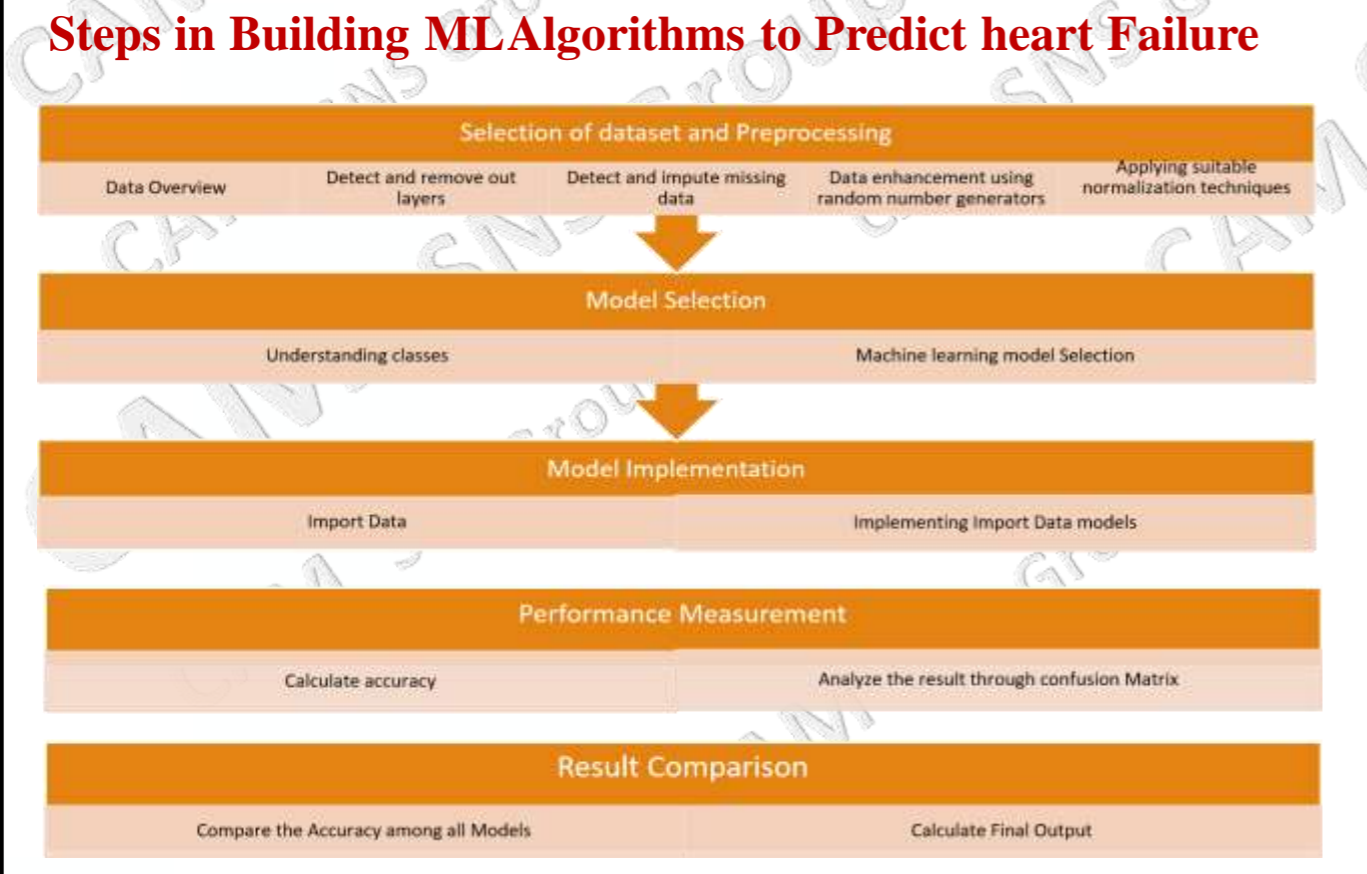 Steps in Building ML Algorithms to Predict heart Failure
Selection of dataset and Preprocessing
Data Overview
Detect and remove out
layers
Detect and impute missing
data
Data enhancement using
random number generators
Applying suitable
normalization techniques
Model Selection
Understanding classes
Machine learning model Selection
Model Implementation
Import Data
Implementing Import Data models
Performance Measurement
Calculate accuracy
Analyze the result through confusion Matrix
Result Comparison
Compare the Accuracy among all Models
Calculate Final Output